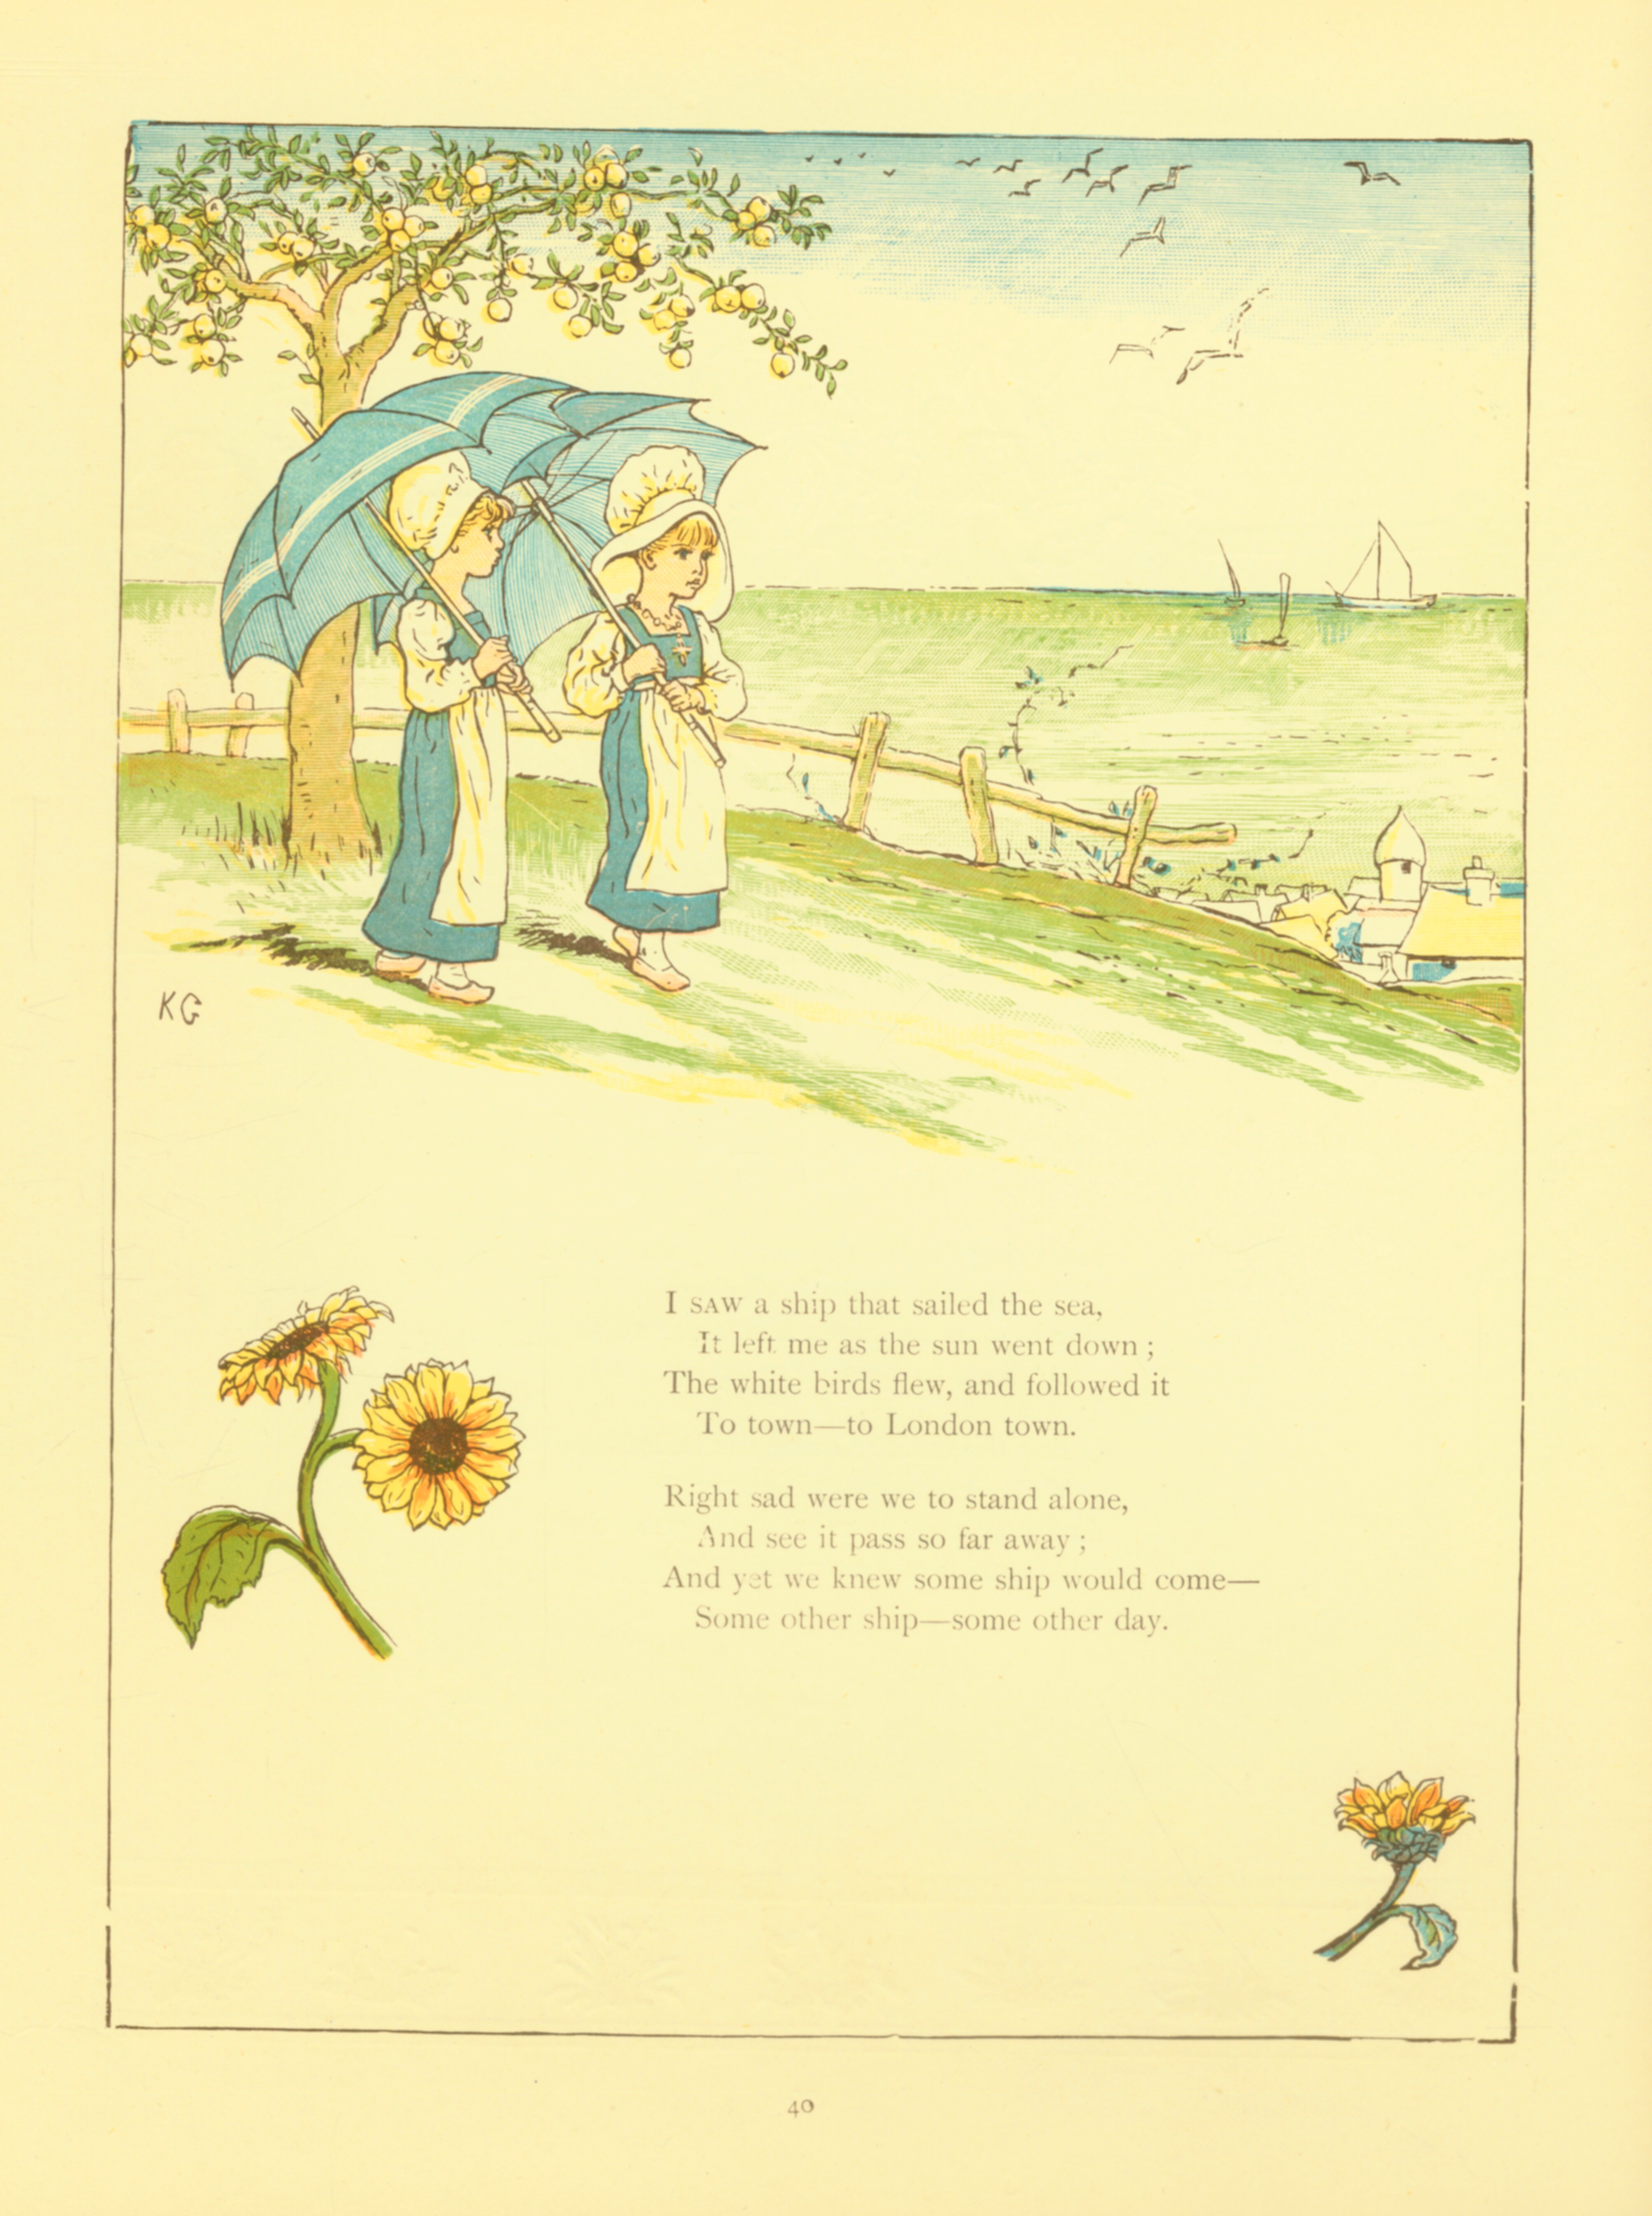 KG
I SAW a ship that sailed the sea,
It left me as the sun went down ;
The white birds flew, and followed it
To town—to London town.
Right sad were we to stand alone,
And see it pass so far away ;
And yet we knew some ship would come—
Some other ship—some other day.
40